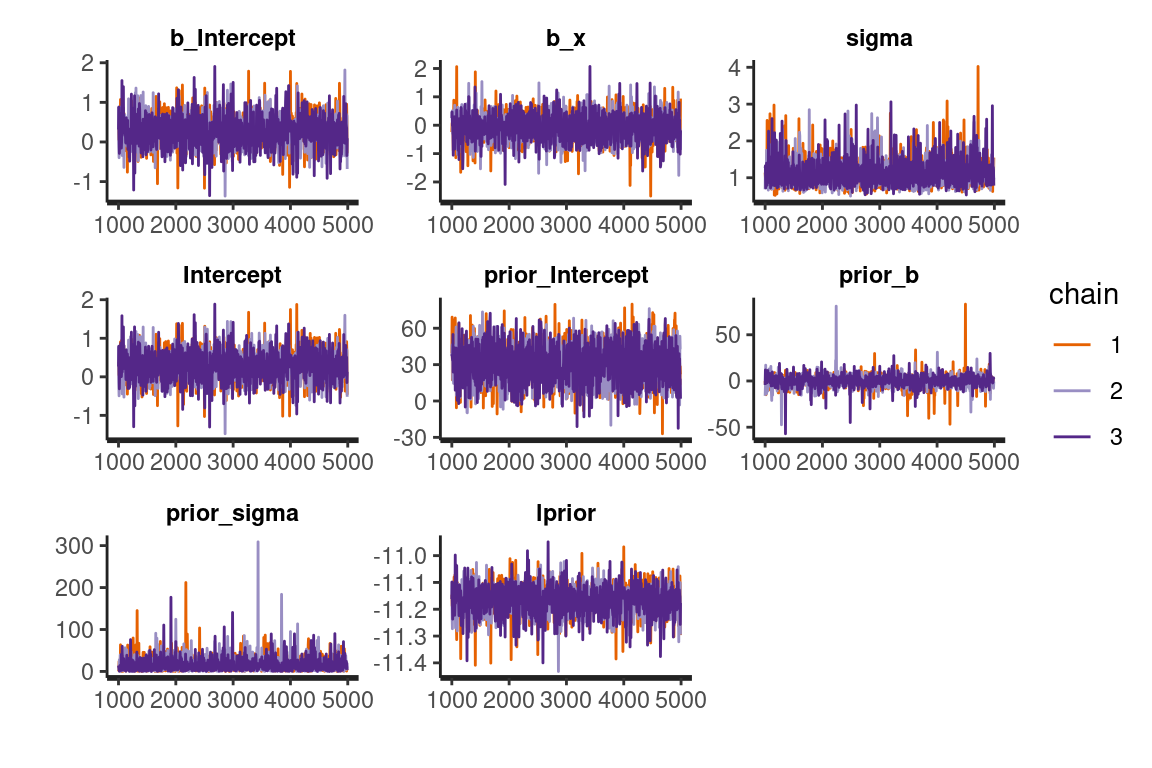 b_Intercept b_x sigma
2 2 4
1 1 3
0 0 2
-1 -1 1
-2
1000 2000 3000 4000 5000 1000 2000 3000 4000 5000 1000 2000 3000 4000 5000
Intercept prior_Intercept prior_b
chain
2 60 50
1 30 0
0 0 -50
-1 -30
1
2
3
1000 2000 3000 4000 5000 1000 2000 3000 4000 5000 1000 2000 3000 4000 5000
prior_sigma lprior
300 -11.0
200 -11.1
100 -11.2
0 -11.3
-11.4
1000 2000 3000 4000 5000 1000 2000 3000 4000 5000